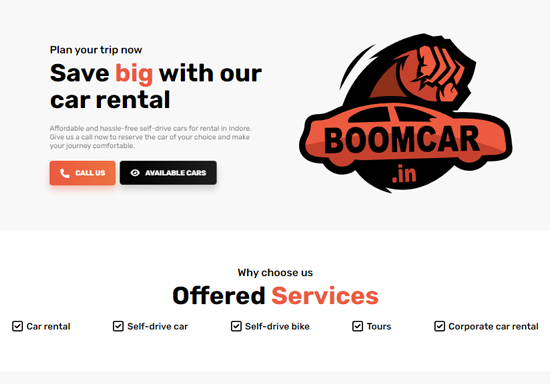 Plan your trip now
Save big with our
car rental
Affordable and hassle-free self-drive cars for rental in Indore.
Give us a call now to reserve the car of your choice and make
your journey comfortable.
CALL US
AVAILABLE CARS
BOOMCAR
.in
Why choose us
Offered Services
Car rental
Self-drive car
Self-drive bike
Tours
Corporate car rental